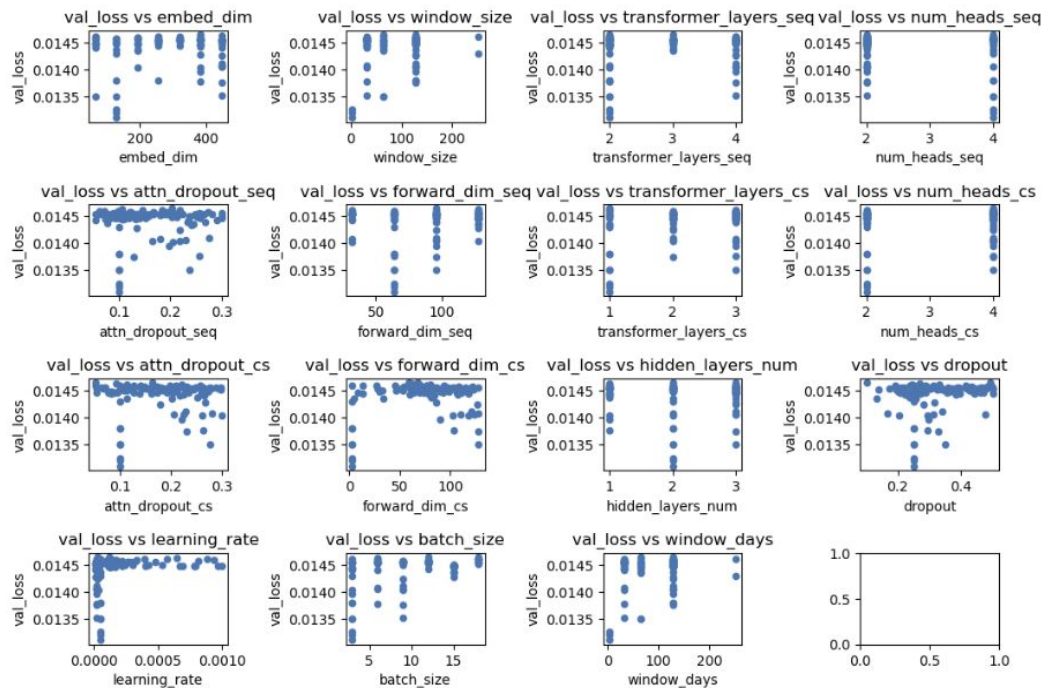 val_loss vs embed_dim
val_loss
0.0145
0.0140
0.0135
200
400
embed_dim
val_loss vs window_size
val_loss
0.0145
0.0140
0.0135
0
100
200
window_size
val_loss vs transformer_layers_seq
val_loss
0.0145
0.0140
0.0135
2
3
4
transformer_layers_seq
val_loss vs num_heads_seq
val_loss
0.0145
0.0140
0.0135
2
3
4
num_heads_seq
val_loss vs attn_dropout_seq
val_loss
0.0145
0.0140
0.0135
0.1
0.2
0.3
attn_dropout_seq
val_loss vs forward_dim_seq
val_loss
0.0145
0.0140
0.0135
50
100
forward_dim_seq
val_loss vs transformer_layers_cs
val_loss
0.0145
0.0140
0.0135
1
2
3
transformer_layers_cs
val_loss vs num_heads_cs
val_loss
0.0145
0.0140
0.0135
2
3
4
num_heads_cs
val_loss vs attn_dropout_cs
val_loss
0.0145
0.0140
0.0135
0.1
0.2
0.3
attn_dropout_cs
val_loss vs forward_dim_cs
val_loss
0.0145
0.0140
0.0135
0
50
100
forward_dim_cs
val_loss vs hidden_layers_num
val_loss
0.0145
0.0140
0.0135
1
2
3
hidden_layers_num
val_loss vs dropout
val_loss
0.0145
0.0140
0.0135
0.2
0.4
dropout
val_loss vs learning_rate
val_loss
0.0145
0.0140
0.0135
0.0000
0.0005
0.0010
learning_rate
val_loss vs batch_size
val_loss
0.0145
0.0140
0.0135
5
10
15
batch_size
val_loss vs window_days
val_loss
0.0145
0.0140
0.0135
0
100
200
window_days
1.0
0.5
0.0
0.0
0.5
1.0